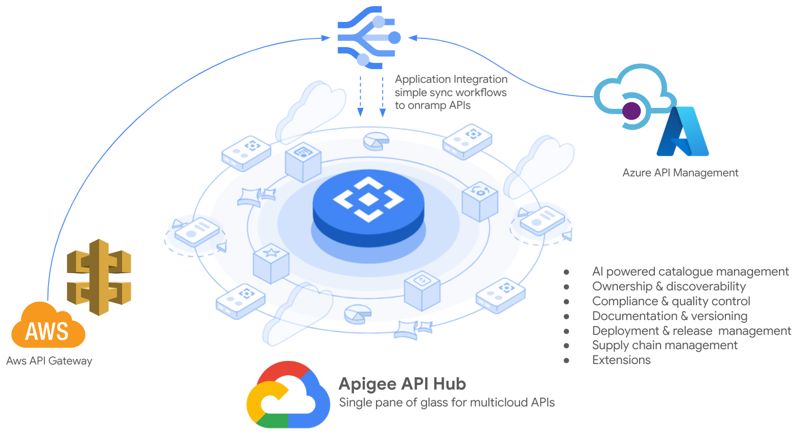 Application Integration
simple sync workflows
to onramp APIs
Azure API Management
AWS
Aws API Gateway
● AI powered catalogue management
● Ownership & discoverability
● Compliance & quality control
● Documentation & versioning
● Deployment & release management
● Supply chain management
● Extensions
Apigee API Hub
Single pane of glass for multicloud APIs